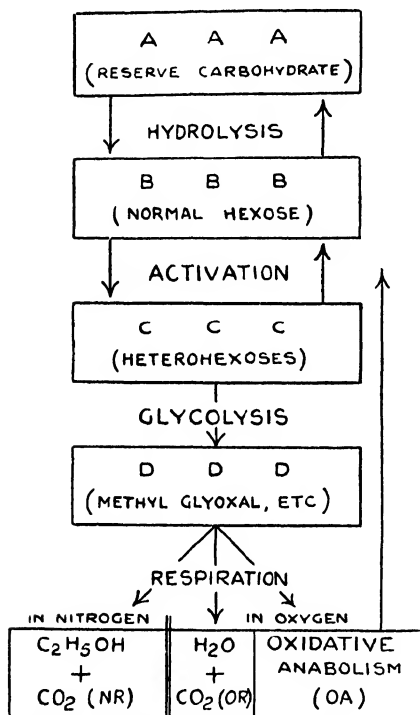 A A A
(RESERVE CARBOHYDRATE)
HYDROLYSIS
B B B
(NORMAL HEXOSE)
ACTIVATION
C C C
(HETEROHEXOSES)
GLYCOLYSIS
D D D
(METHYL GLYOXAL, ETC)
RESPIRATION
IN NITROGEN
IN OXYGEN
C2H5OH
+
CO2 (NR)
H2O
+
CO2 (OR)
OXIDATIVE
ANABOLISM
(OA)